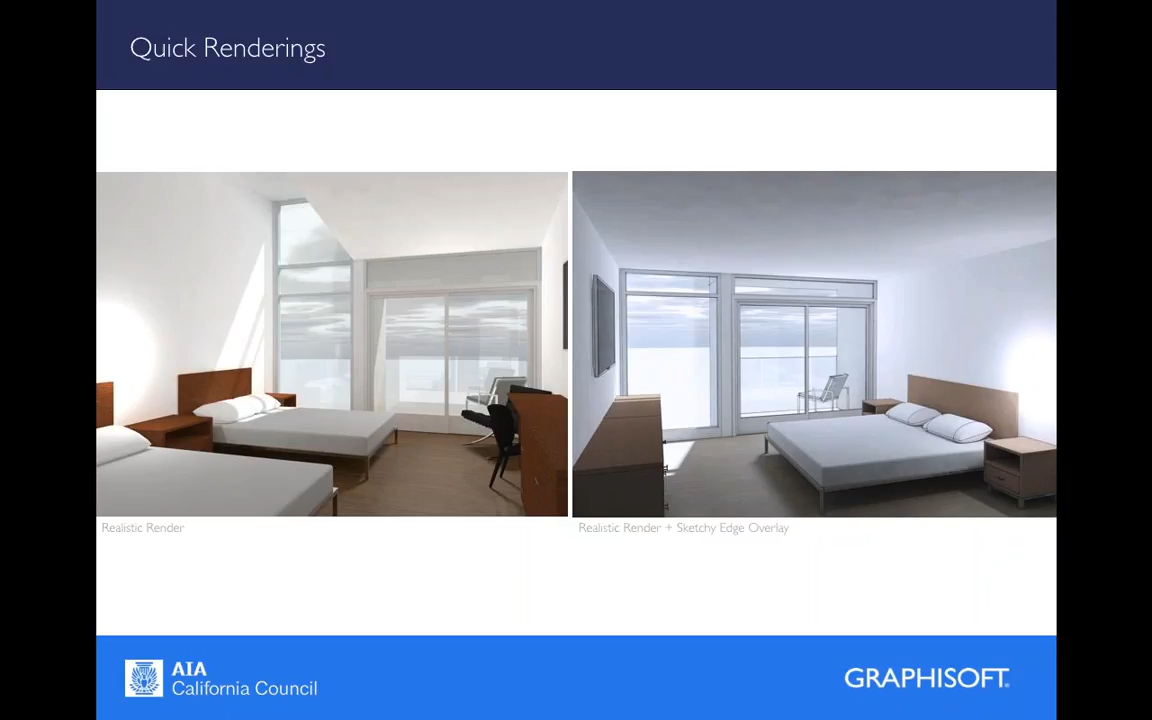 Quick Renderings
Realistic Render
Realistic Render + Sketchy Edge Overlay
AIA
California Council
GRAPHISOFT.